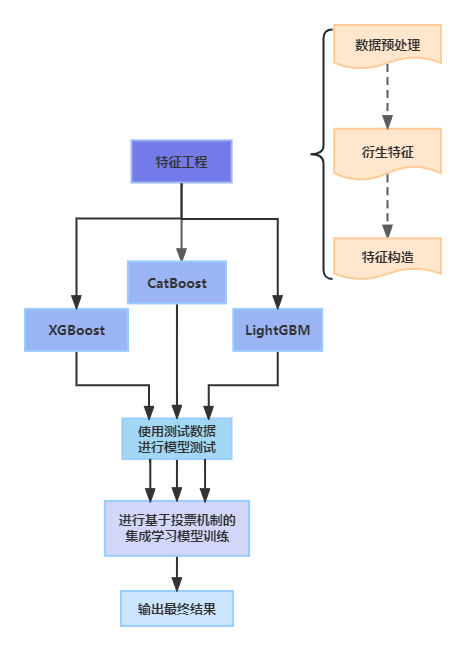 数据预处理
衍生特征
特征构造
特征工程
CatBoost
XGBoost
LightGBM
使用测试数据
进行模型测试
进行基于投票机制的
集成学习模型训练
输出最终结果